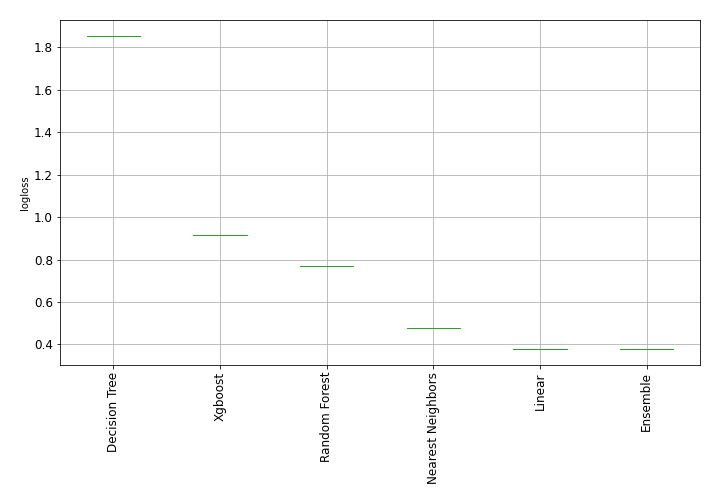 1.8
1.6
1.4
1.2
1.0
0.8
0.6
0.4
logloss
Decision Tree
Xgboost
Random Forest
Nearest Neighbors
Linear
Ensemble